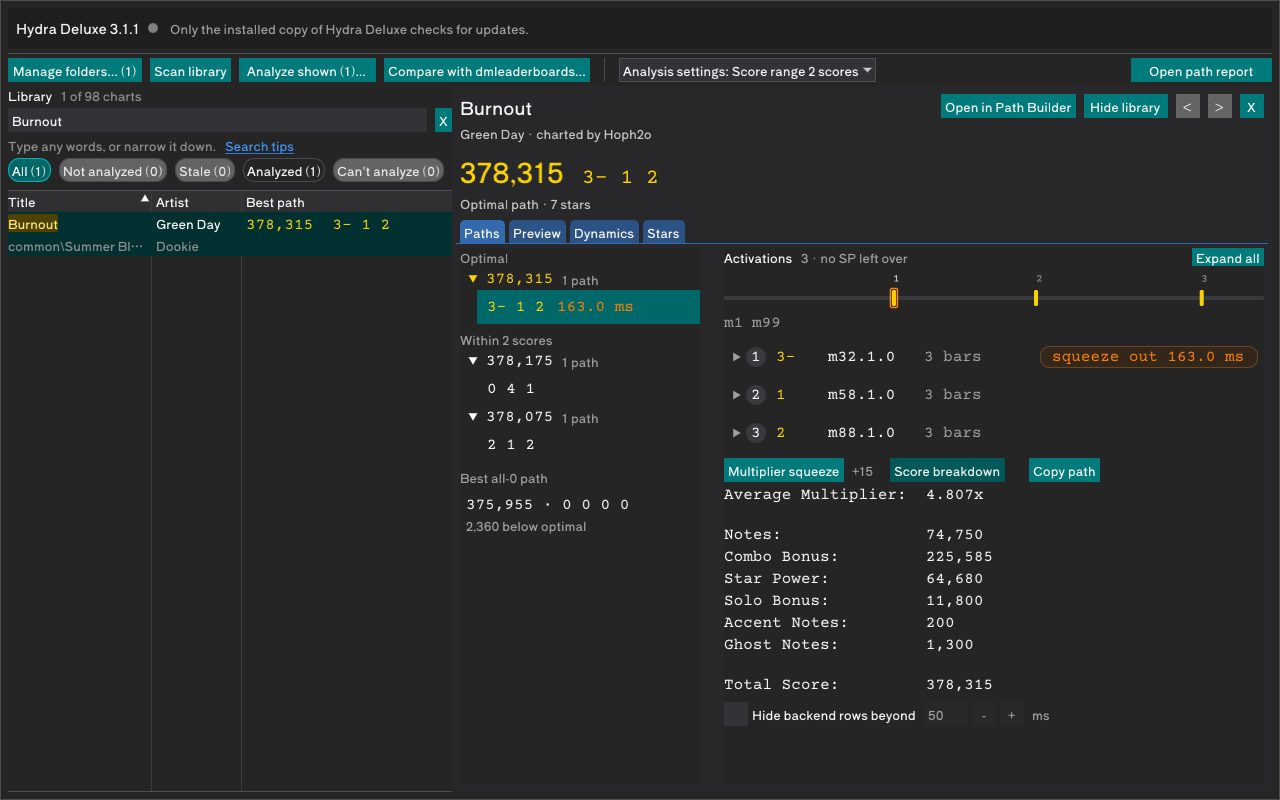 Hydra Deluxe 3.1.1 Only the installed copy of Hydra Deluxe checks for updates.
Manage folders... (1) Scan library Analyze shown (1)... Compare with dmleaderboards... Analysis settings: Score range 2 scores Open path report
Library 1 of 98 charts
Burnout X
Type any words, or narrow it down. Search tips
All (1) Not analyzed (0) Stale (0) Analyzed (1) Can't analyze (0)
Title Artist Best path
Burnout Green Day 378,315 3- 1 2
common\Summer Bl··· Dookie
Burnout Open in Path Builder Hide library < > X
Green Day · charted by Hoph2o
378,315 3- 1 2
Optimal path · 7 stars
Paths Preview Dynamics Stars
Optimal
378,315 1 path
3- 1 2 163.0 ms
Within 2 scores
378,175 1 path
0 4 1
378,075 1 path
2 1 2
Best all-0 path
375,955 · 0 0 0 0
2,360 below optimal
Activations 3 · no SP left over Expand all
1 2 3
m1 m99
1 3- m32.1.0 3 bars squeeze out 163.0 ms
2 1 m58.1.0 3 bars
3 2 m88.1.0 3 bars
Multiplier squeeze +15 Score breakdown Copy path
Average Multiplier: 4.807x
Notes: 74,750
Combo Bonus: 225,585
Star Power: 64,680
Solo Bonus: 11,800
Accent Notes: 200
Ghost Notes: 1,300
Total Score: 378,315
Hide backend rows beyond 50 - + ms